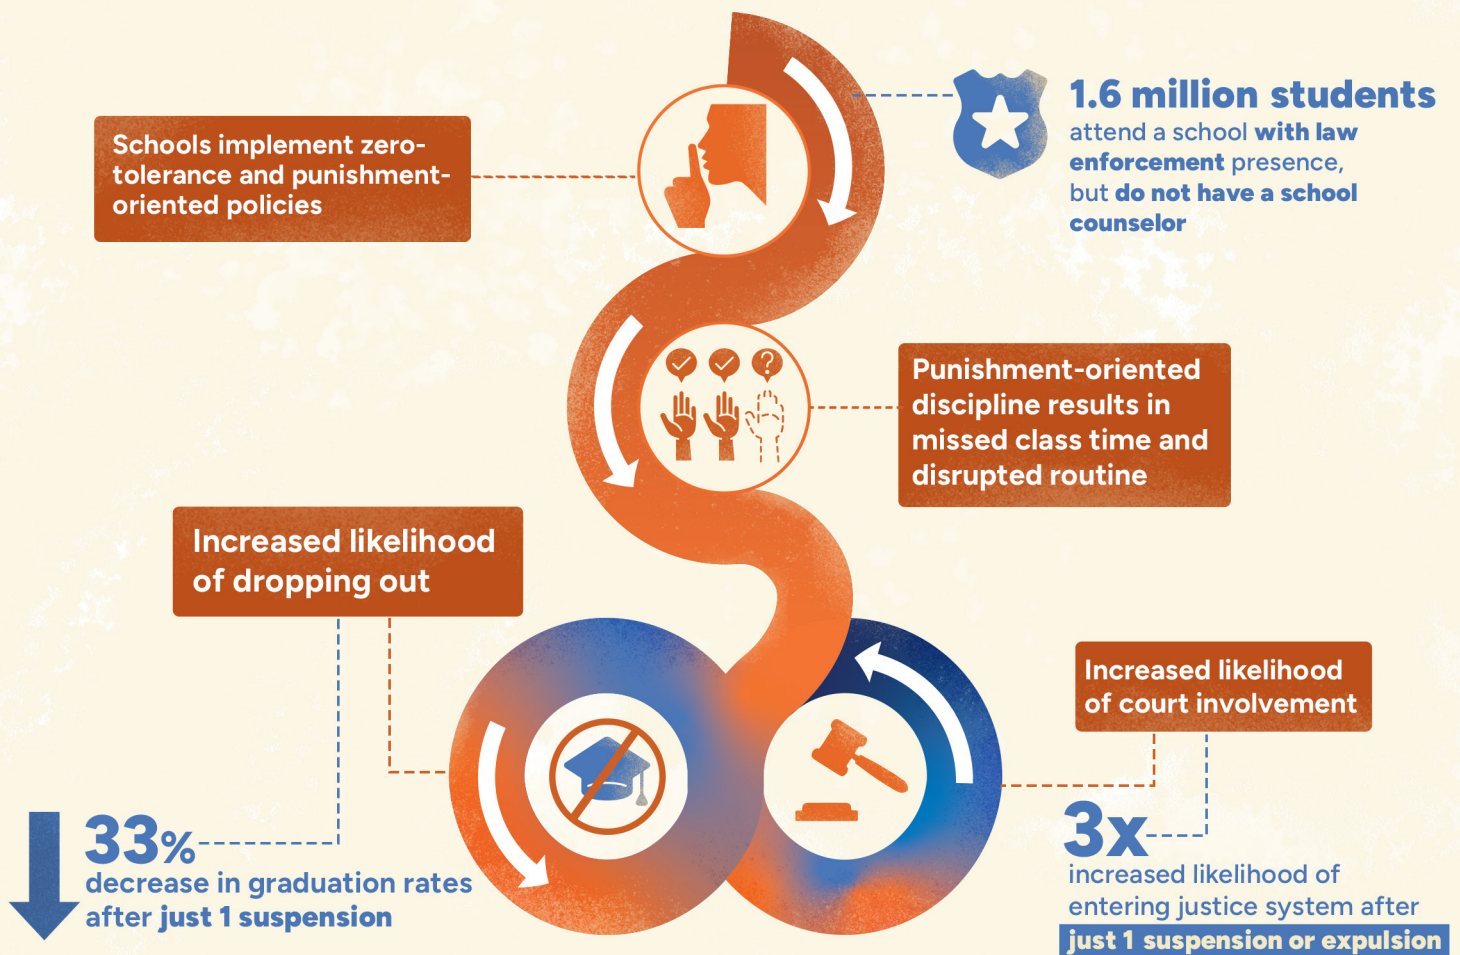 Schools implement zero-
tolerance and punishment-
oriented policies
1.6 million students
attend a school with law
enforcement presence,
but do not have a school
counselor
?
Punishment-oriented
discipline results in
missed class time and
disrupted routine
Increased likelihood
of dropping out
33%
decrease in graduation rates
after just 1 suspension
Increased likelihood
of court involvement
3x
increased likelihood of
entering justice system after
just 1 suspension or expulsion